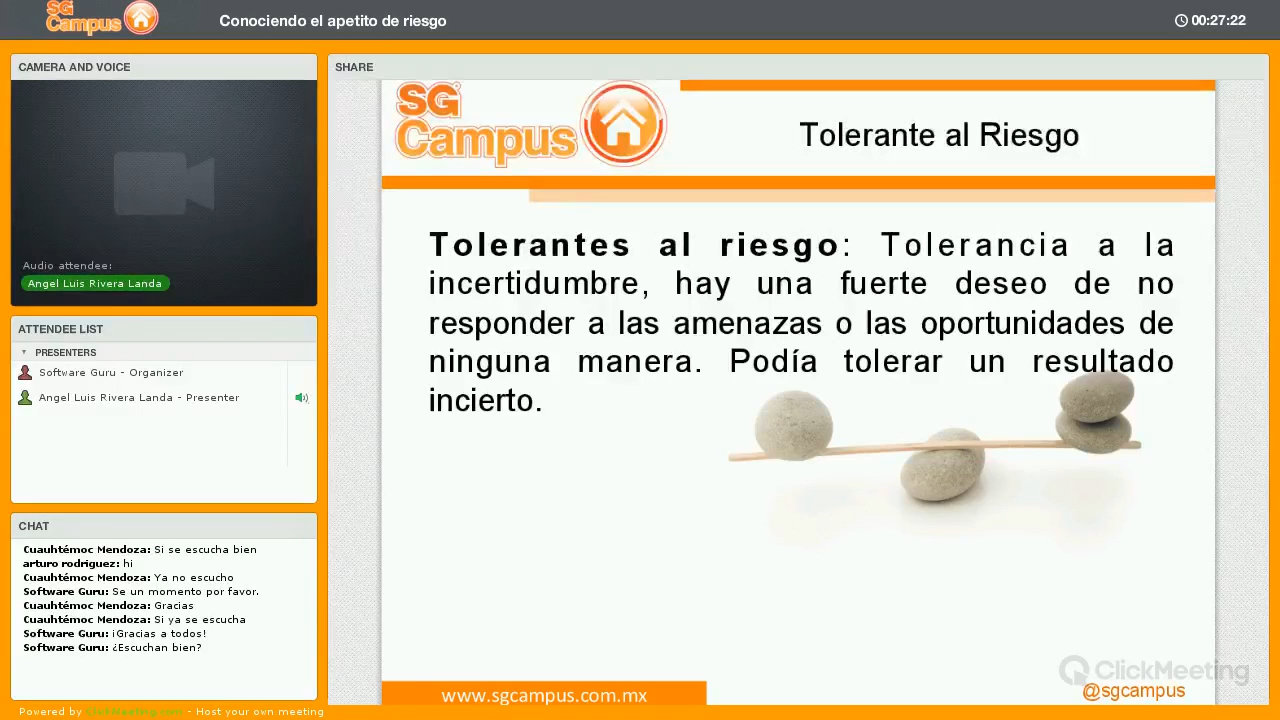 SG Campus
Conociendo el apetito de riesgo
00:27:22
CAMERA AND VOICE
Audio attendee:
Angel Luis Rivera Landa
ATTENDEE LIST
PRESENTERS
Software Guru - Organizer
Angel Luis Rivera Landa - Presenter
CHAT
Cuauhtémoc Mendoza: Si se escucha bien
arturo rodriguez: hi
Cuauhtémoc Mendoza: Ya no escucho
Software Guru: Se un momento por favor.
Cuauhtémoc Mendoza: Gracias
Cuauhtémoc Mendoza: Si ya se escucha
Software Guru: ¡Gracias a todos!
Software Guru: ¿Escuchan bien?
Powered by ClickMeeting.com - Host your own meeting
SHARE
SG
Campus
Tolerante al Riesgo
Tolerantes al riesgo: Tolerancia a la
incertidumbre, hay una fuerte deseo de no
responder a las amenazas o las oportunidades de
ninguna manera. Podía tolerar un resultado
incierto.
ClickMeeting
www.sgcampus.com.mx
@sgcampus